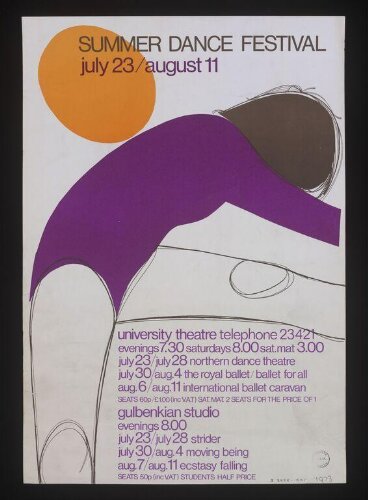 SUMMER DANCE FESTIVAL
july 23/august 11
university theatre telephone 23421
evenings 7.30 saturdays 8.00 sat. mat 3.00
july 23/july 28 northern dance theatre
july 30/aug.4 the royal ballet/ballet for all
aug.6/aug.11 international ballet caravan
SEATS 60p/£1.00 (inc VAT) SAT. MAT. 2 SEATS FOR THE PRICE OF 1
gulbenkian studio
evenings 8.00
july 23/july 28 strider
july 30/aug.4 moving being
aug.7/aug.11 ecstasy falling
SEATS 50p (inc VAT) STUDENTS HALF PRICE
1973